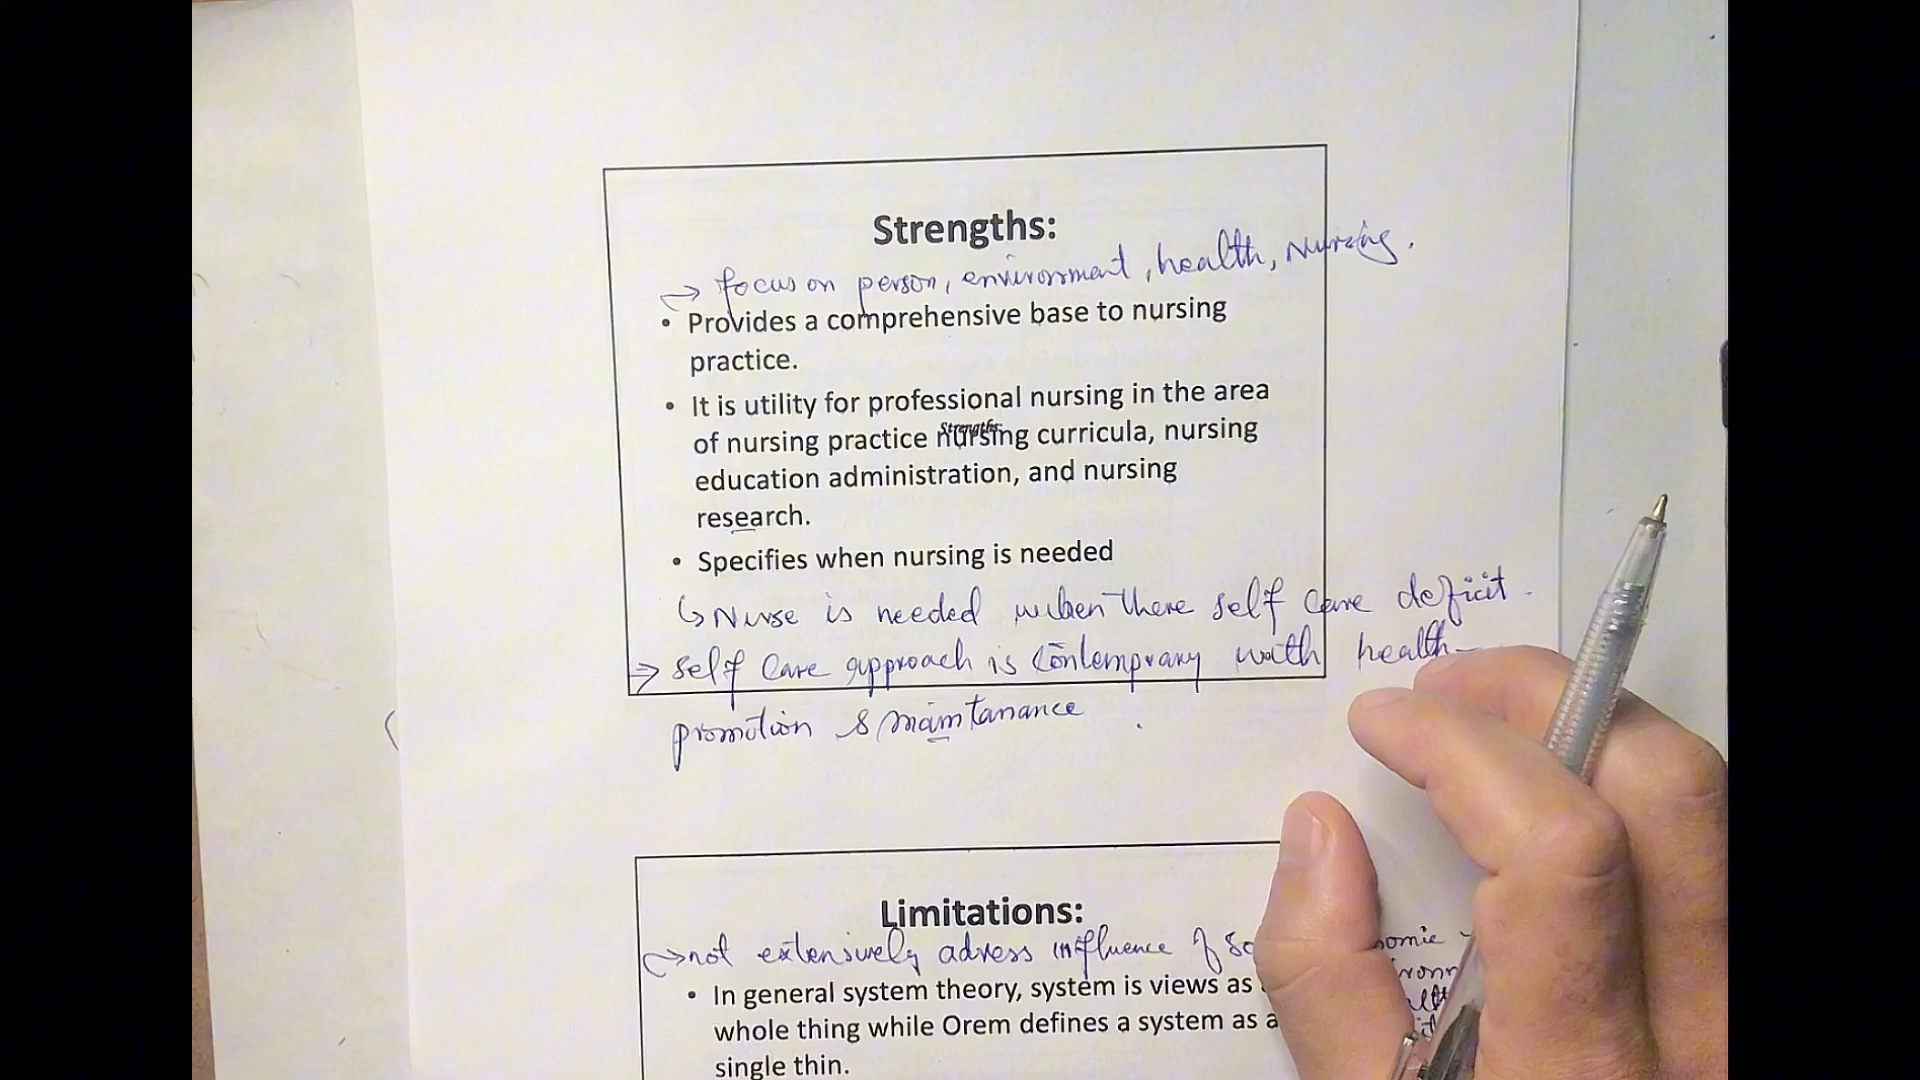 Strengths:
→ focus on person, environment, health, Nursing.
• Provides a comprehensive base to nursing
practice.
• It is utility for professional nursing in the area
of nursing practice nursing curricula, nursing
Strengths
education administration, and nursing
research.
• Specifies when nursing is needed
↳ Nurse is needed when there self care deficit.
⇒ self care approach is contemprary with health
promotion & maintanance
Limitations:
→ not extensively adress influence of
• In general system theory, system is views as
whole thing while Orem defines a system as a
single thin.